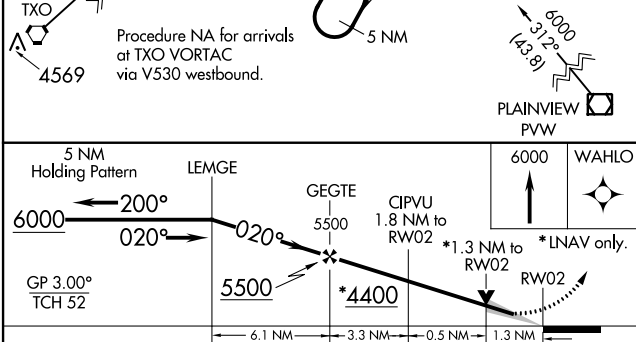 TXO
4569
Procedure NA for arrivals
at TXO VORTAC
via V530 westbound.
5 NM
6000
312°
(43.8)
PLAINVIEW
PVW
5 NM
Holding Pattern
LEMGE
6000
200°
020°
020°
GEGTE
5500
5500
CIPVU
1.8 NM to
RW02
*4400
*1.3 NM to
RW02
RW02
6000
WAHLO
*LNAV only.
GP 3.00°
TCH 52
6.1 NM
3.3 NM
0.5 NM
1.3 NM